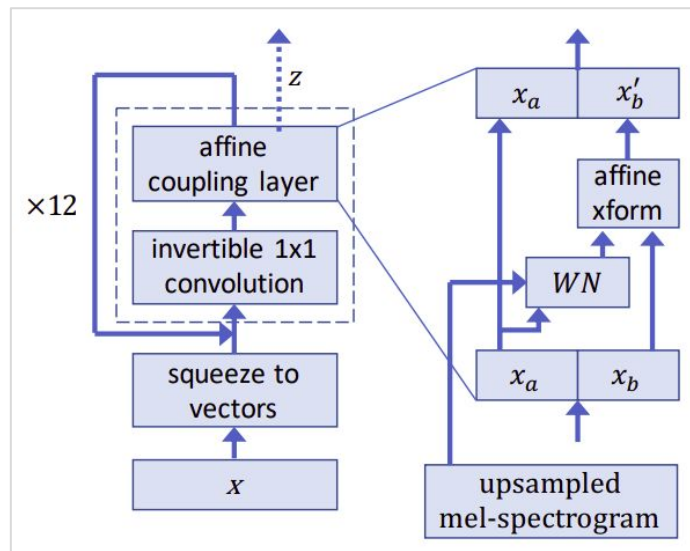 z
affine
coupling layer
×12
invertible 1x1
convolution
squeeze to
vectors
x
x_a
x'_b
affine
xform
WN
x_a
x_b
upsampled
mel-spectrogram